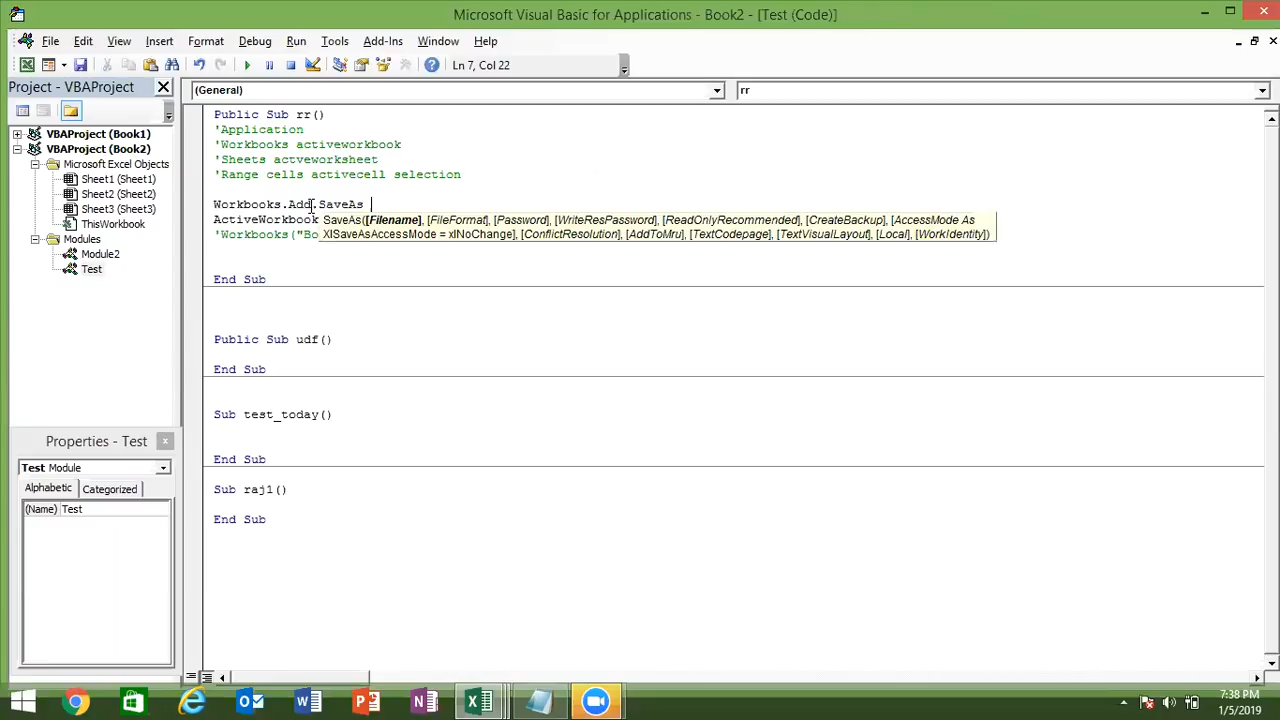 Microsoft Visual Basic for Applications - Book2 - [Test (Code)]
File Edit View Insert Format Debug Run Tools Add-Ins Window Help
Ln 7, Col 22
Project - VBAProject
(General)
rr
VBAProject (Book1)
VBAProject (Book2)
Microsoft Excel Objects
Sheet1 (Sheet1)
Sheet2 (Sheet2)
Sheet3 (Sheet3)
ThisWorkbook
Modules
Module2
Test
Public Sub rr()
'Application
'Workbooks activeworkbook
'Sheets actveworksheet
'Range cells activecell selection
Workbooks.Add.SaveAs
ActiveWorkbook
SaveAs([Filename], [FileFormat], [Password], [WriteResPassword], [ReadOnlyRecommended], [CreateBackup], [AccessMode As
XlSaveAsAccessMode = xlNoChange], [ConflictResolution], [AddToMru], [TextCodepage], [TextVisualLayout], [Local], [WorkIdentity])
'Workbooks("Bo
End Sub
Public Sub udf()
End Sub
Sub test_today()
End Sub
Sub raj1()
End Sub
Properties - Test
Test Module
Alphabetic Categorized
(Name) Test
7:38 PM
1/5/2019